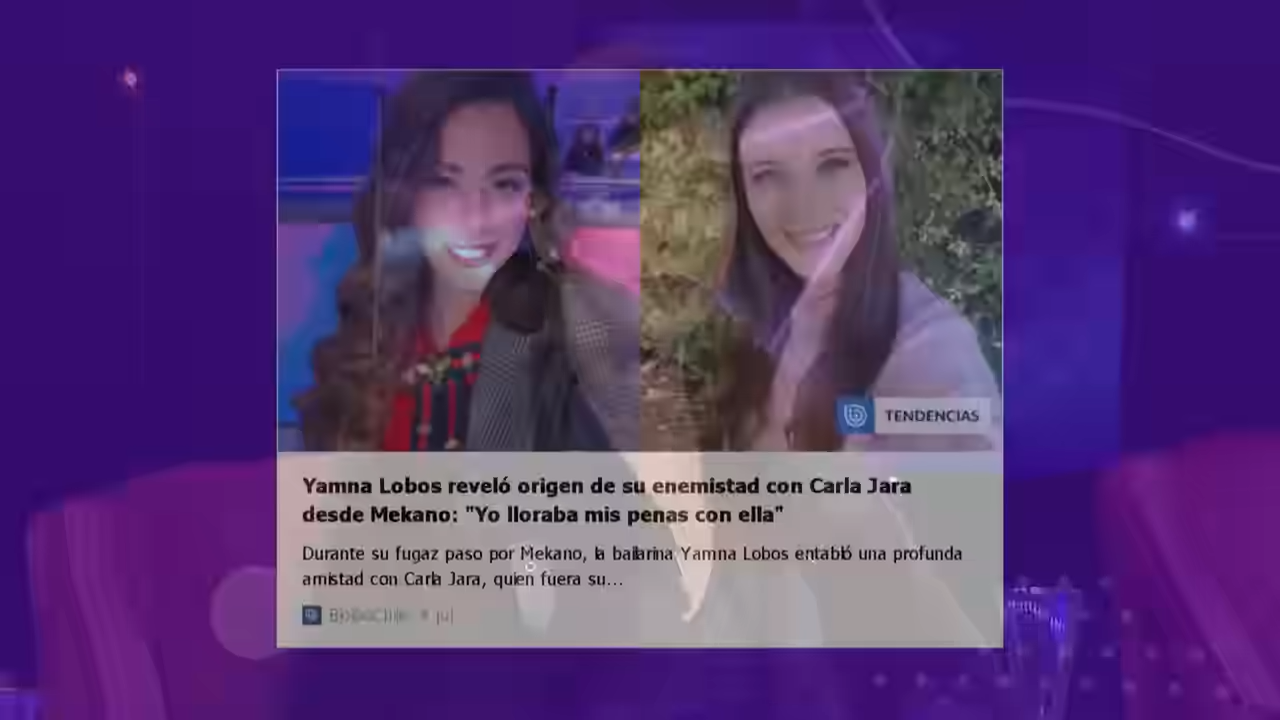 TENDENCIAS
Yamna Lobos reveló origen de su enemistad con Carla Jara
desde Mekano: "Yo lloraba mis penas con ella"
Durante su fugaz paso por Mekano, la bailarina Yamna Lobos entabló una profunda
amistad con Carla Jara, quien fuera su...